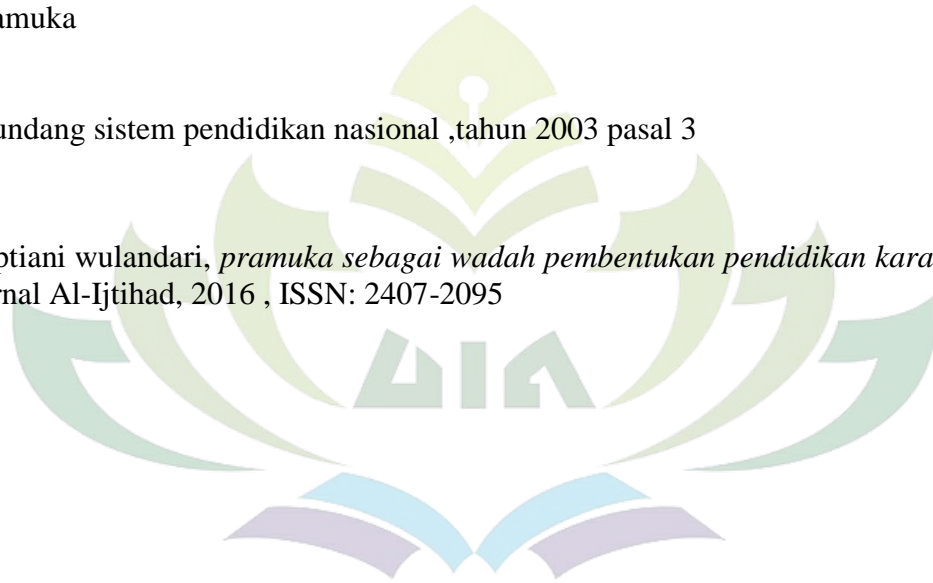 amuka
undang sistem pendidikan nasional ,tahun 2003 pasal 3
ptiani wulandari, pramuka sebagai wadah pembentukan pendidikan kara
rnal Al-Ijtihad, 2016 , ISSN: 2407-2095
UIN